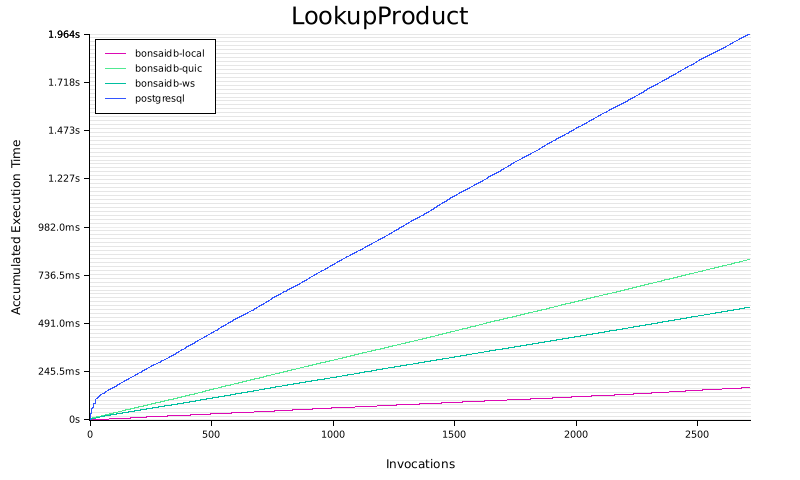 LookupProduct
1.964s
1.718s
1.473s
1.227s
982.0ms
736.5ms
491.0ms
245.5ms
0s
Accumulated Execution Time
bonsaidb-local
bonsaidb-quic
bonsaidb-ws
postgresql
0
500
1000
1500
2000
2500
Invocations